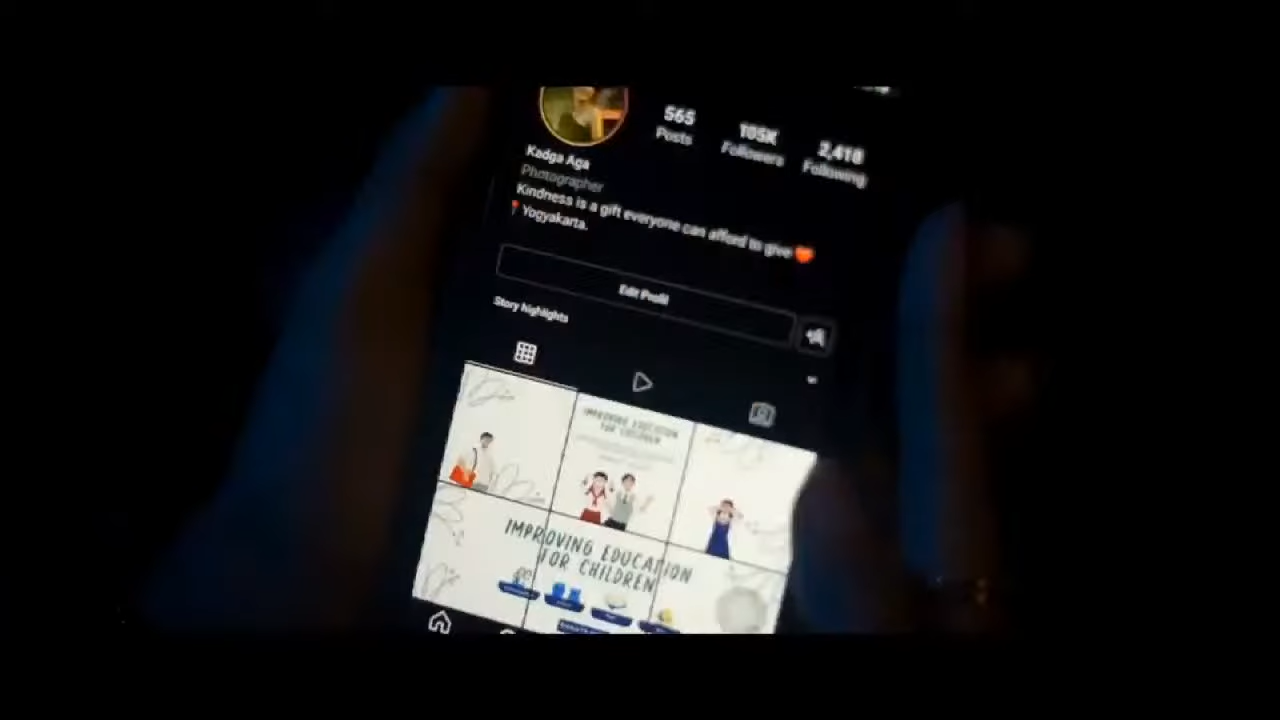 565 105K 2,418
Posts Followers Following
Kadga Aga
Photographer
Kindness is a gift everyone can afford to give
Yogyakarta.
Edit Profil
Story highlights
IMPROVING EDUCATION
FOR CHILDREN
IMPROVING EDUCATION
FOR CHILDREN